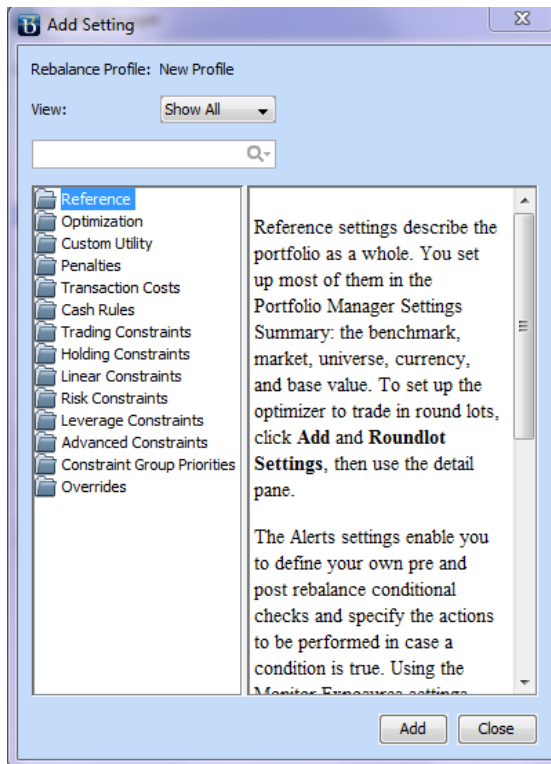 Add Setting
Rebalance Profile: New Profile
View: Show All
Reference
Optimization
Custom Utility
Penalties
Transaction Costs
Cash Rules
Trading Constraints
Holding Constraints
Linear Constraints
Risk Constraints
Leverage Constraints
Advanced Constraints
Constraint Group Priorities
Overrides
Reference settings describe the
portfolio as a whole. You set
up most of them in the
Portfolio Manager Settings
Summary: the benchmark,
market, universe, currency,
and base value. To set up the
optimizer to trade in round lots,
click Add and Roundlot
Settings, then use the detail
pane.
The Alerts settings enable you
to define your own pre and
post rebalance conditional
checks and specify the actions
to be performed in case a
condition is true. Using the
Monitor Exposures settings
Add Close